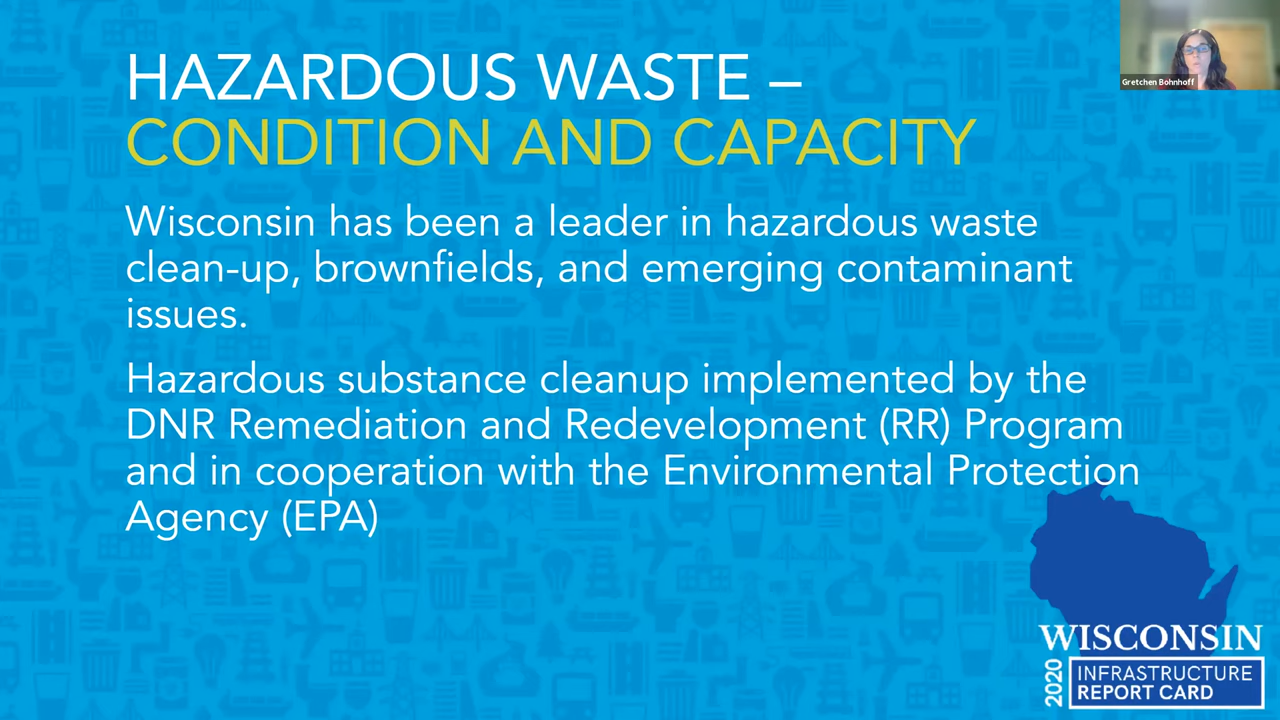 Gretchen Bohnhoff
HAZARDOUS WASTE –
CONDITION AND CAPACITY
Wisconsin has been a leader in hazardous waste
clean-up, brownfields, and emerging contaminant
issues.
Hazardous substance cleanup implemented by the
DNR Remediation and Redevelopment (RR) Program
and in cooperation with the Environmental Protection
Agency (EPA)
WISCONSIN
2020
INFRASTRUCTURE
REPORT CARD